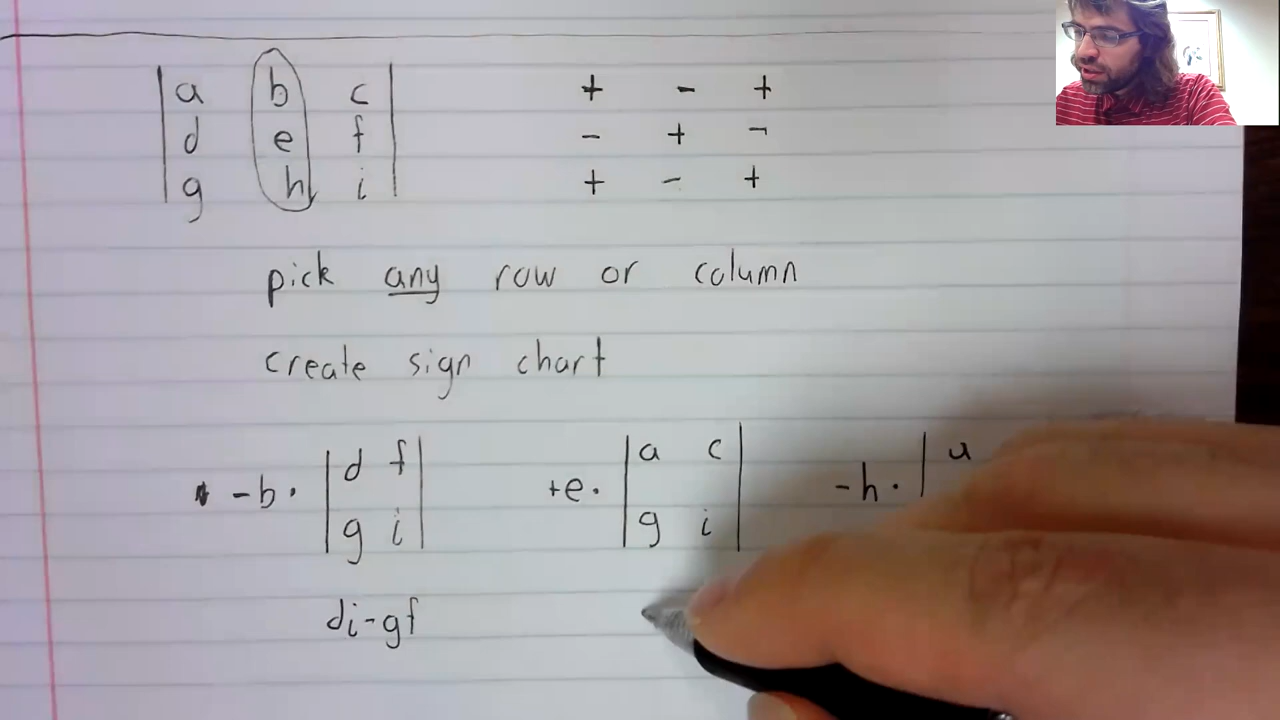 | a b c | + - +
| d e f | - + -
| g h i | + - +
pick any row or column
create sign chart
-b · | d f | +e · | a c | -h · | a
| g i | | g i |
di-gf